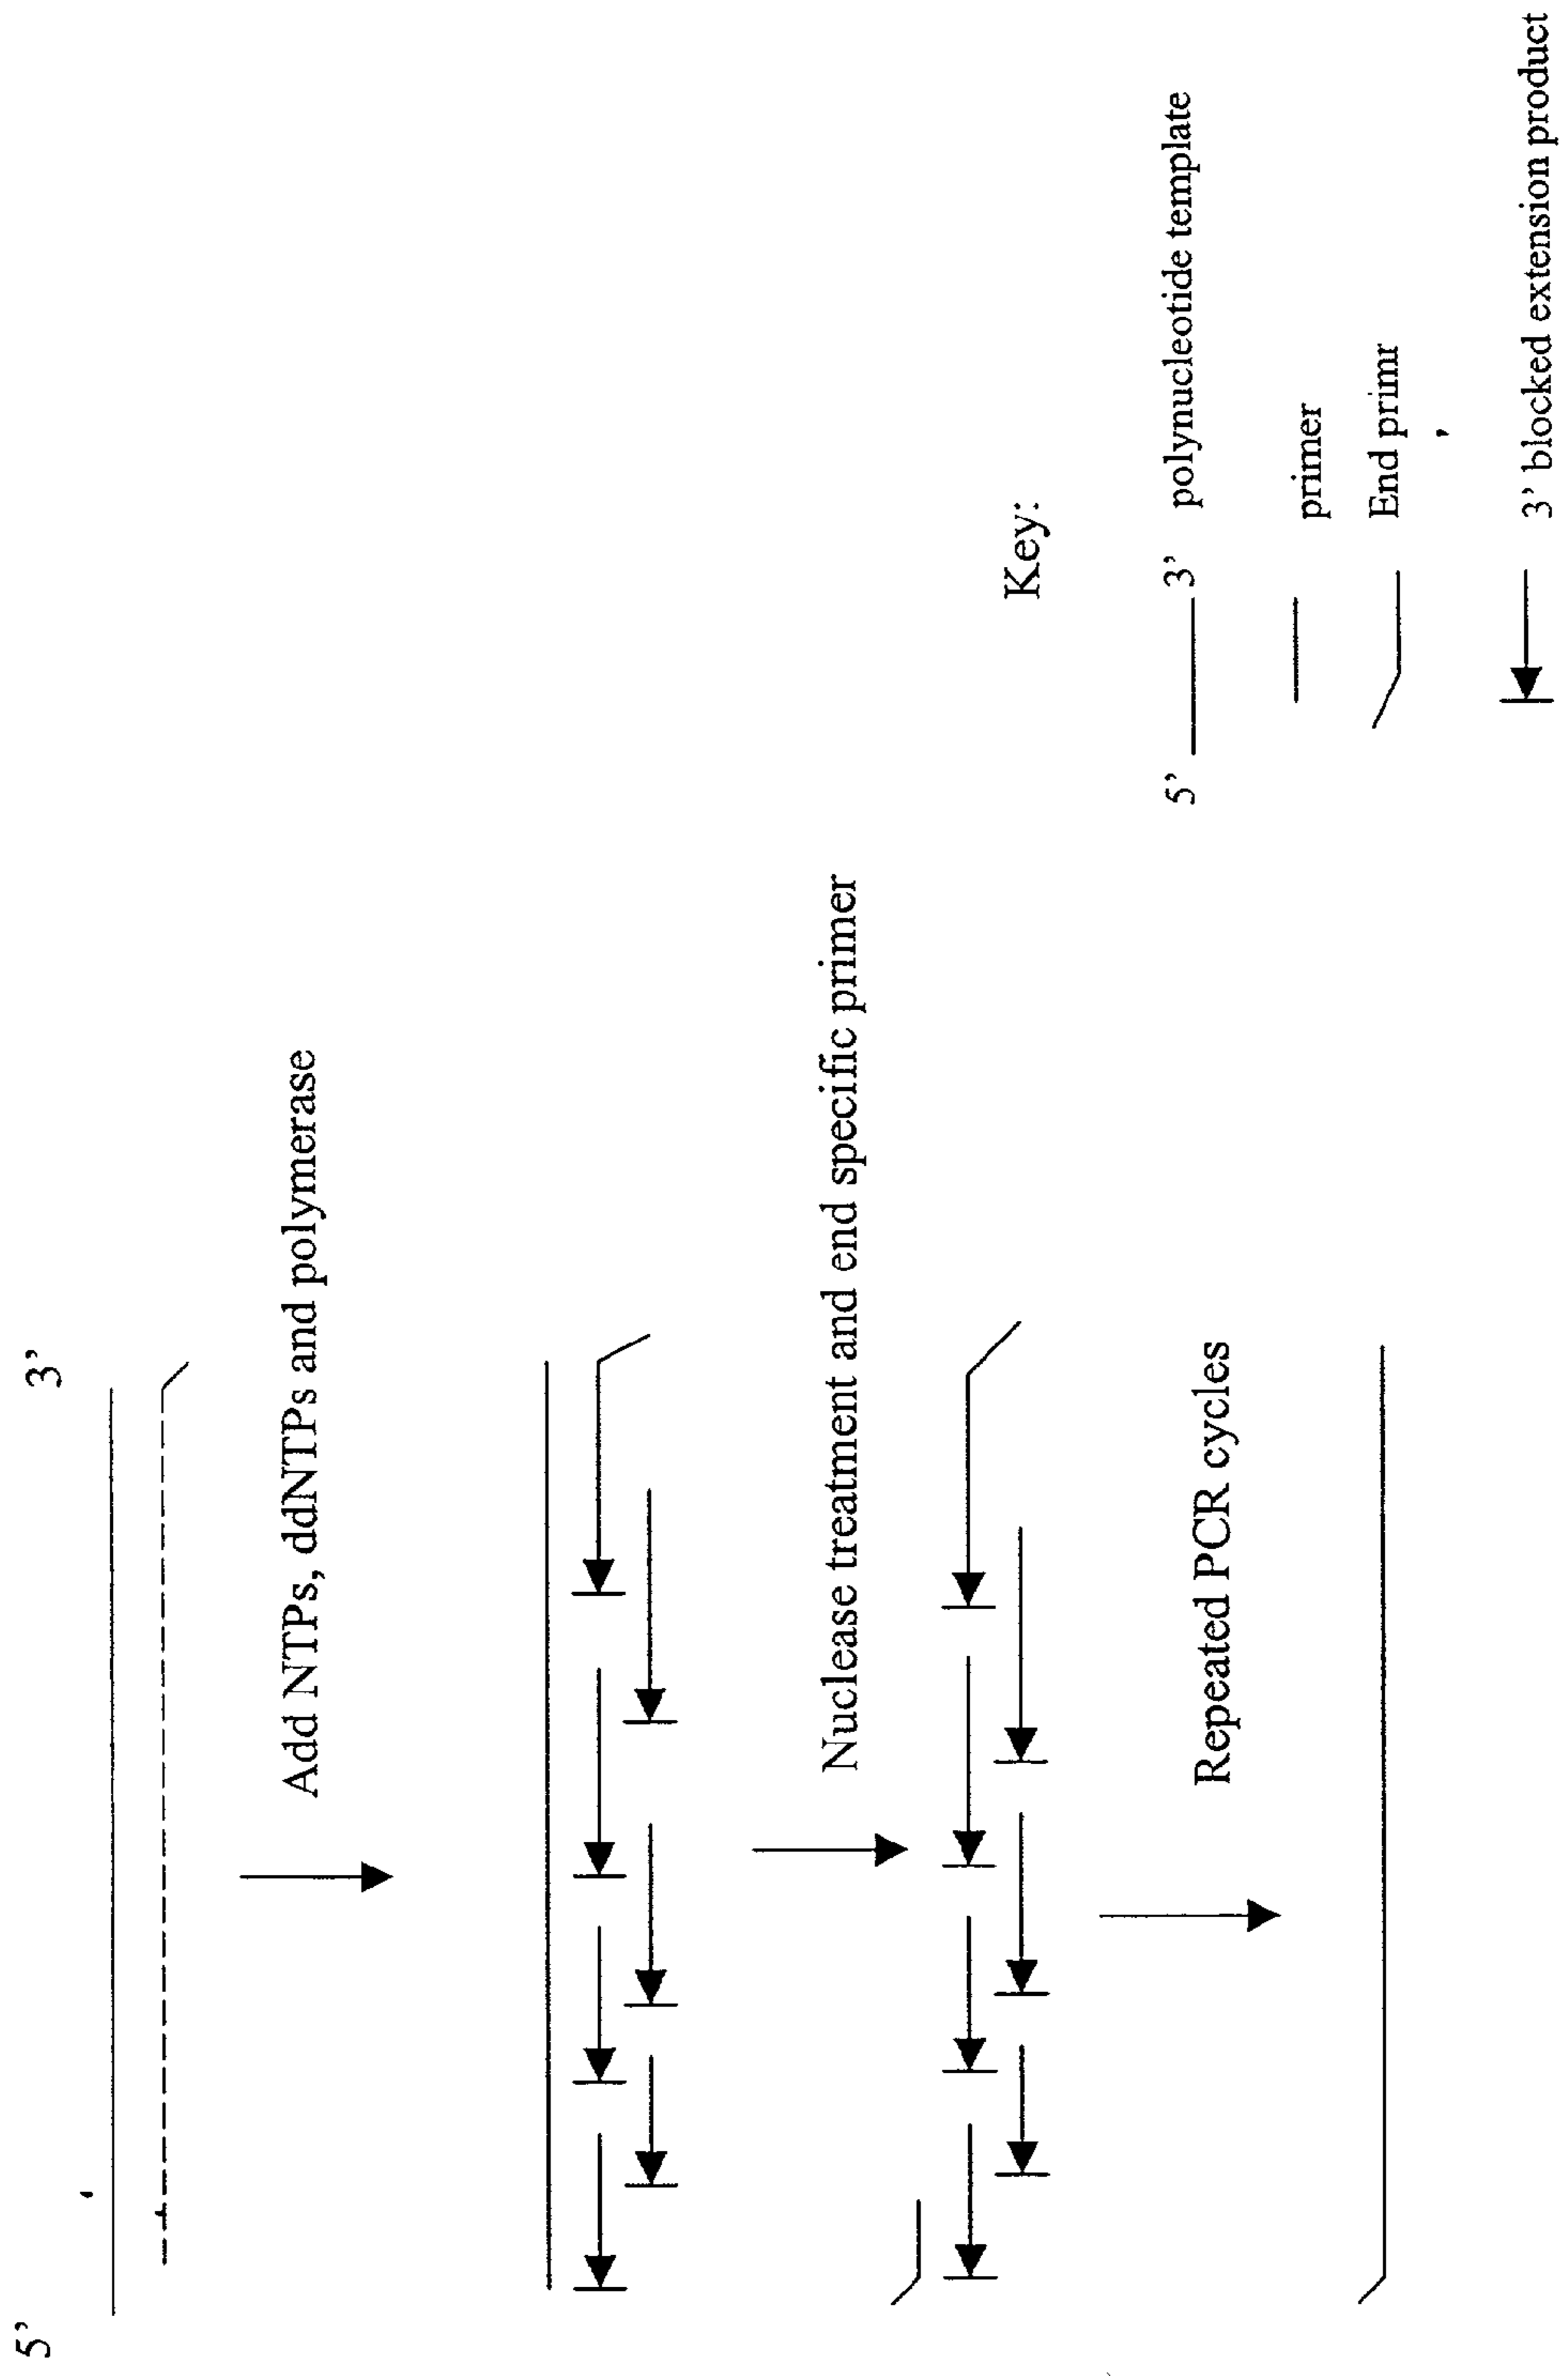 5’ 3’
Add NTPs, ddNTPs and polymerase
Nuclease treatment and end specific primer
Repeated PCR cycles
Key:
5’ 3’ polynucleotide template
primer
End primr
3’ blocked extension product